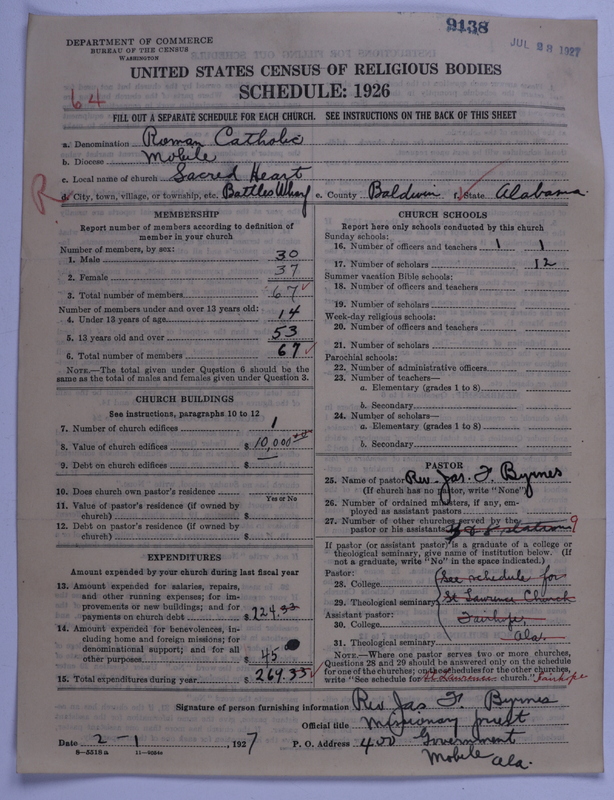 9138
JUL 28 1927
DEPARTMENT OF COMMERCE
BUREAU OF THE CENSUS
WASHINGTON
UNITED STATES CENSUS OF RELIGIOUS BODIES
SCHEDULE: 1926
64
FILL OUT A SEPARATE SCHEDULE FOR EACH CHURCH. SEE INSTRUCTIONS ON THE BACK OF THIS SHEET
a. Denomination Roman Catholic
b. Diocese Mobile
c. Local name of church Sacred Heart
R
d. City, town, village, or township, etc. Battles Wharf e. County Baldwin f. State Alabama
MEMBERSHIP
Report number of members according to definition of
member in your church
Number of members, by sex:
1. Male 30
2. Female 37
3. Total number of members 67
Number of members under and over 13 years old:
4. Under 13 years of age 14
5. 13 years old and over 53
6. Total number of members 67
NOTE.—The total given under Question 6 should be the
same as the total of males and females given under Question 3.
CHURCH BUILDINGS
See instructions, paragraphs 10 to 12
7. Number of church edifices 1
8. Value of church edifices $ 10,000
9. Debt on church edifices $
10. Does church own pastor's residence
Yes or No
11. Value of pastor's residence (if owned by
church) $
12. Debt on pastor's residence (if owned by
church) $
EXPENDITURES
Amount expended by your church during last fiscal year
13. Amount expended for salaries, repairs,
and other running expenses; for im-
provements or new buildings; and for
payments on church debt $ 224.33
14. Amount expended for benevolences, in-
cluding home and foreign missions; for
denominational support; and for all
other purposes $ 45
15. Total expenditures during year $ 269.33
CHURCH SCHOOLS
Report here only schools conducted by this church
Sunday schools:
16. Number of officers and teachers 1 1
17. Number of scholars 12
Summer vacation Bible schools:
18. Number of officers and teachers
19. Number of scholars
Week-day religious schools:
20. Number of officers and teachers
21. Number of scholars
Parochial schools:
22. Number of administrative officers
23. Number of teachers—
a. Elementary (grades 1 to 8)
b. Secondary
24. Number of scholars—
a. Elementary (grades 1 to 8)
b. Secondary
PASTOR
25. Name of pastor Rev. Jas. F. Byrnes
(If church has no pastor, write "None")
26. Number of ordained ministers, if any, em-
ployed as assistant pastors
27. Number of other churches served by the
pastor or his assistants 9
If pastor (or assistant pastor) is a graduate of a college or
theological seminary, give name of institution below. (If
not a graduate, write "No" in the space indicated.)
Pastor:
28. College See schedule for
29. Theological seminary St Lawrence Church
Assistant pastor:
30. College Fairhope
31. Theological seminary Ala.
NOTE.—Where one pastor serves two or more churches,
Questions 28 and 29 should be answered only on the schedule
for one of the churches; on schedules for the other churches,
write "See schedule for St Lawrence church." Fairhope
Signature of person furnishing information Rev. Jas F. Byrnes
Official title Missionary priest
Date 2-1, 1927 P. O. Address 400 Government
Mobile Ala.
8-5519a 11-9084a